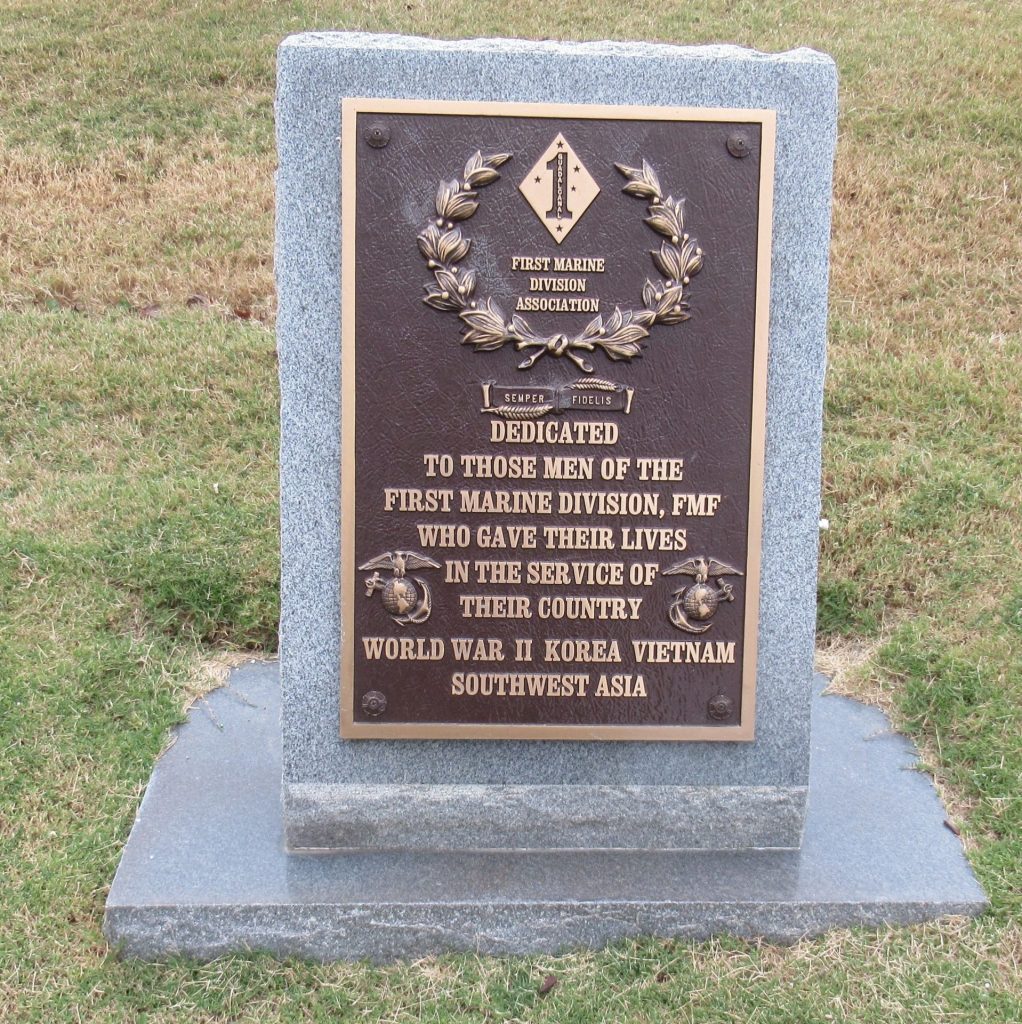 1
GUADALCANAL
FIRST MARINE
DIVISION
ASSOCIATION
SEMPER FIDELIS
DEDICATED
TO THOSE MEN OF THE
FIRST MARINE DIVISION, FMF
WHO GAVE THEIR LIVES
IN THE SERVICE OF
THEIR COUNTRY
WORLD WAR II KOREA VIETNAM
SOUTHWEST ASIA